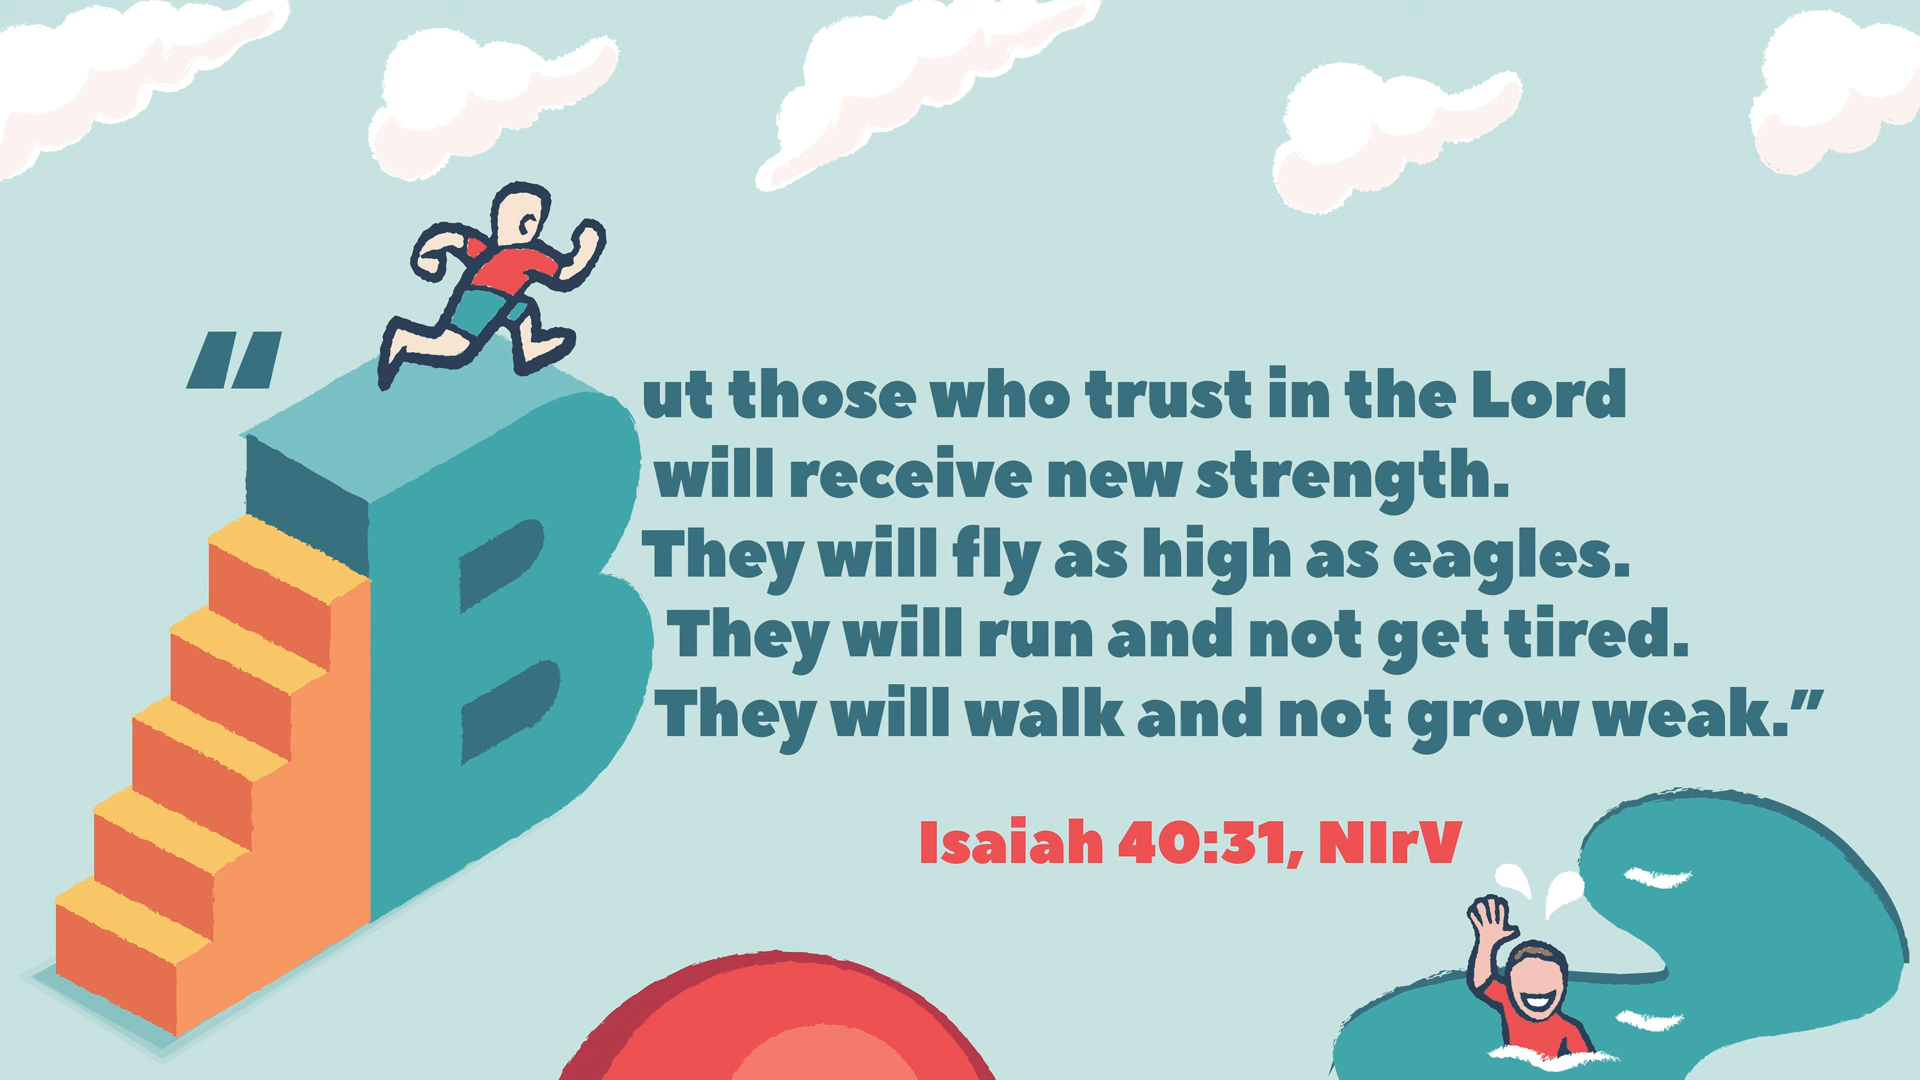 “But those who trust in the Lord
will receive new strength.
They will fly as high as eagles.
They will run and not get tired.
They will walk and not grow weak.”
Isaiah 40:31, NIrV